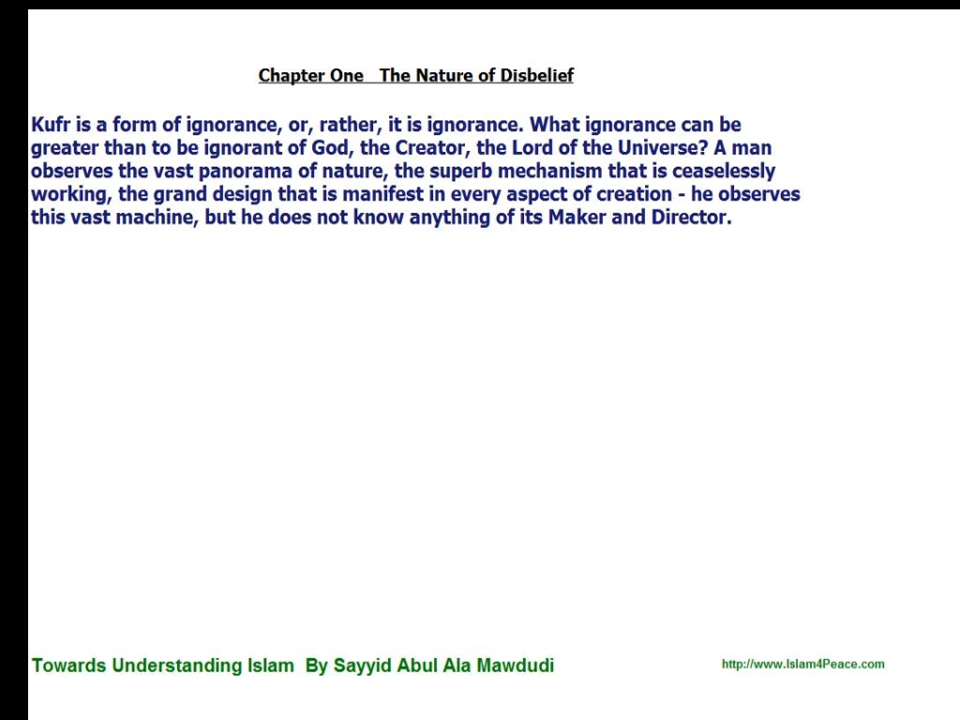 Chapter One   The Nature of Disbelief
Kufr is a form of ignorance, or, rather, it is ignorance. What ignorance can be
greater than to be ignorant of God, the Creator, the Lord of the Universe? A man
observes the vast panorama of nature, the superb mechanism that is ceaselessly
working, the grand design that is manifest in every aspect of creation - he observes
this vast machine, but he does not know anything of its Maker and Director.
Towards Understanding Islam  By Sayyid Abul Ala Mawdudi
http://www.Islam4Peace.com